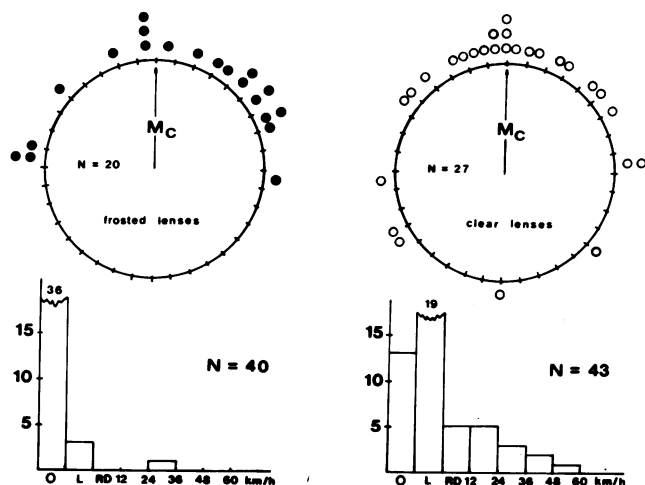 Mc
N = 20
frosted lenses
Mc
N = 27
clear lenses
36
15
10
5
N = 40
O L RD 12 24 36 48 60 km/h
19
15
10
5
N = 43
O L RD 12 24 36 48 60 km/h